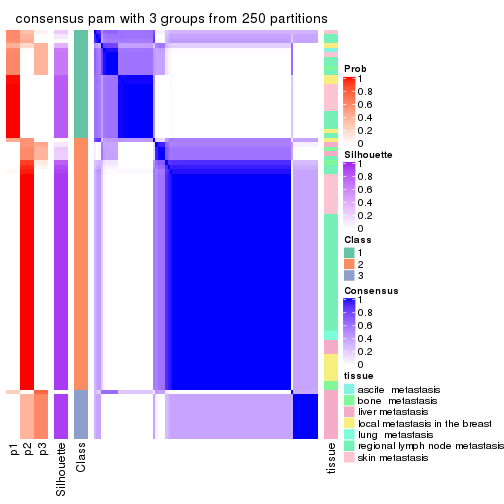 consensus pam with 3 groups from 250 partitions
Prob
1
0.8
0.6
0.4
0.2
0
Silhouette
1
0.8
0.6
0.4
0.2
0
Class
1
2
3
Consensus
1
0.8
0.6
0.4
0.2
0
tissue
ascite metastasis
bone metastasis
liver metastasis
local metastasis in the breast
lung metastasis
regional lymph node metastasis
skin metastasis
p1
p2
p3
Silhouette
Class
tissue